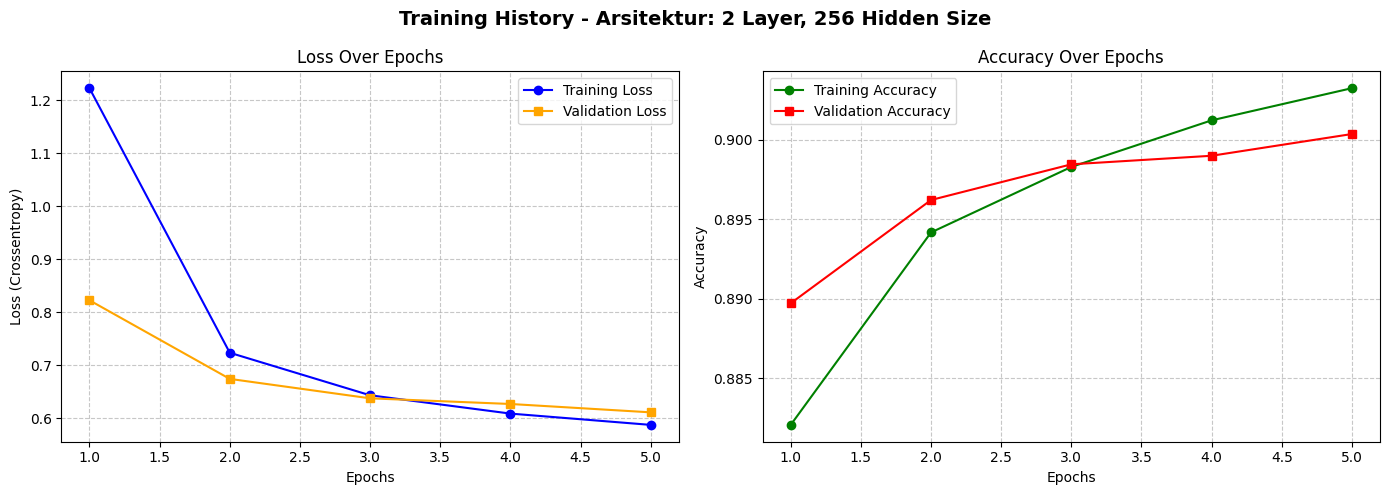 Training History - Arsitektur: 2 Layer, 256 Hidden Size
Loss Over Epochs
Training Loss
Validation Loss
Loss (Crossentropy)
1.2
1.1
1.0
0.9
0.8
0.7
0.6
1.0 1.5 2.0 2.5 3.0 3.5 4.0 4.5 5.0
Epochs
Accuracy Over Epochs
Training Accuracy
Validation Accuracy
Accuracy
0.900
0.895
0.890
0.885
1.0 1.5 2.0 2.5 3.0 3.5 4.0 4.5 5.0
Epochs